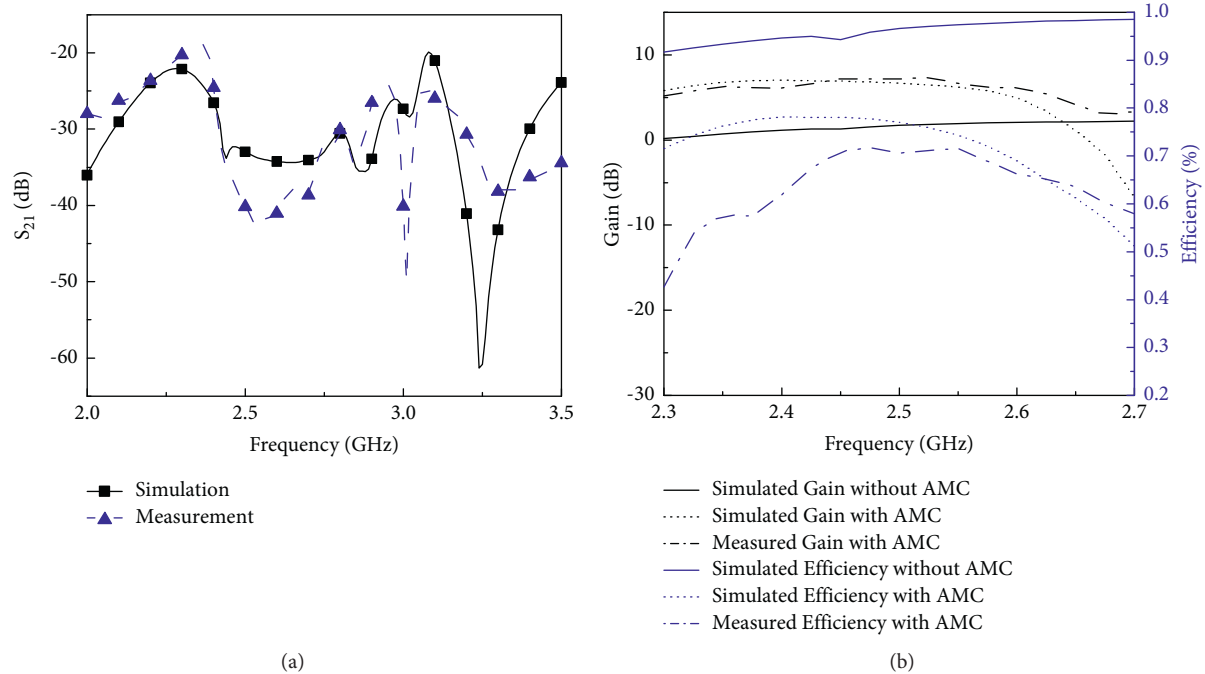 -20
-30
-40
-50
-60
S21 (dB)
2.0 2.5 3.0 3.5
Frequency (GHz)
Simulation
Measurement
(a)
10
0
-10
-20
-30
Gain (dB)
1.0
0.9
0.8
0.7
0.6
0.5
0.4
0.3
0.2
Efficiency (%)
2.3 2.4 2.5 2.6 2.7
Frequency (GHz)
Simulated Gain without AMC
Simulated Gain with AMC
Measured Gain with AMC
Simulated Efficiency without AMC
Simulated Efficiency with AMC
Measured Efficiency with AMC
(b)